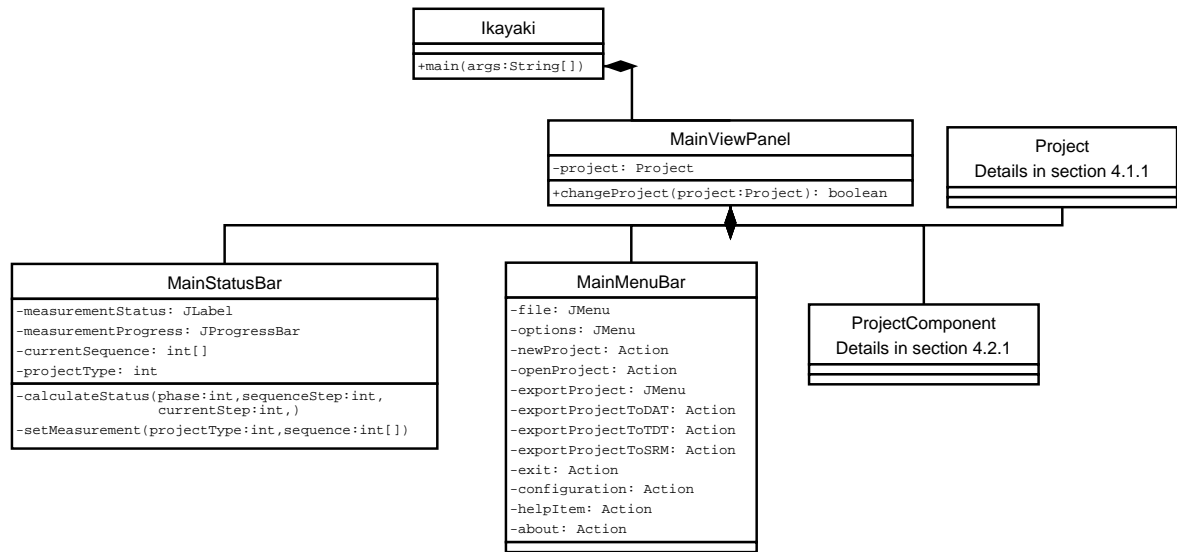 Ikayaki
+main(args:String[])
MainViewPanel
-project: Project
+changeProject(project:Project): boolean
Project
Details in section 4.1.1
MainStatusBar
-measurementStatus: JLabel
-measurementProgress: JProgressBar
-currentSequence: int[]
-projectType: int
-calculateStatus(phase:int,sequenceStep:int,
currentStep:int,)
-setMeasurement(projectType:int,sequence:int[])
MainMenuBar
-file: JMenu
-options: JMenu
-newProject: Action
-openProject: Action
-exportProject: JMenu
-exportProjectToDAT: Action
-exportProjectToTDT: Action
-exportProjectToSRM: Action
-exit: Action
-configuration: Action
-helpItem: Action
-about: Action
ProjectComponent
Details in section 4.2.1